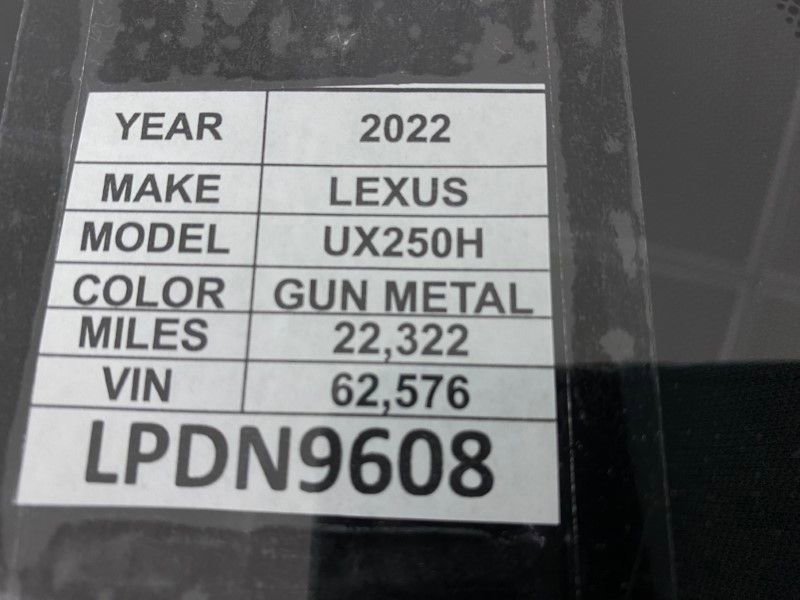 YEAR 2022
MAKE LEXUS
MODEL UX250H
COLOR GUN METAL
MILES 22,322
VIN 62,576
LPDN9608